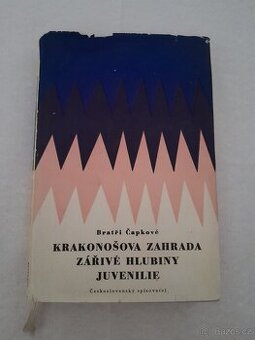 Bratři Čapkové
KRAKONOŠOVA ZAHRADA
ZÁŘIVÉ HLUBINY
JUVENILIE
Československý spisovatel